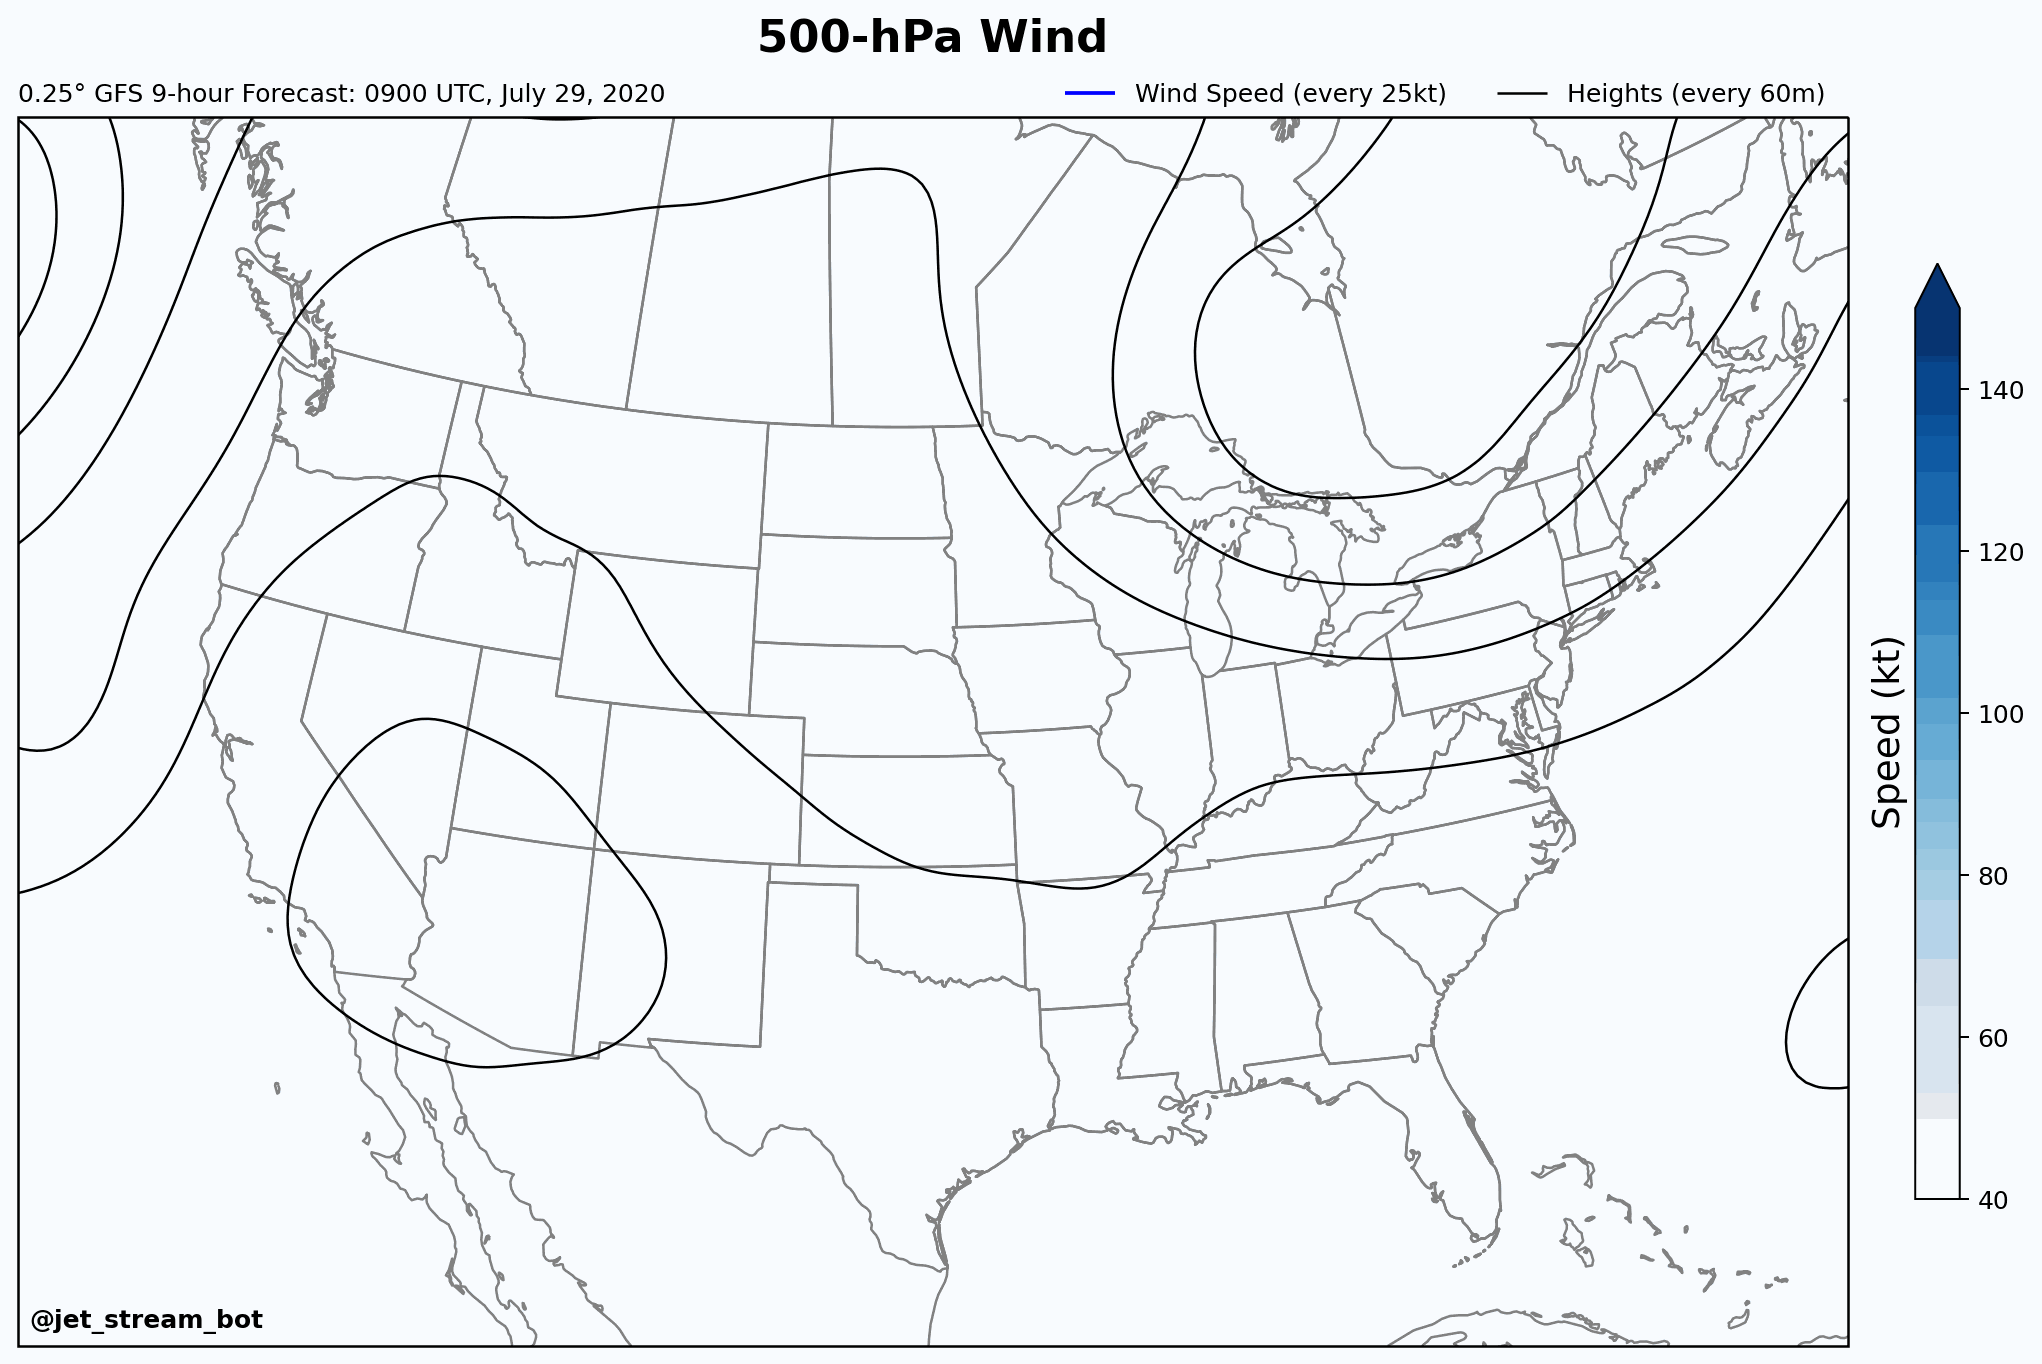 500-hPa Wind
0.25° GFS 9-hour Forecast: 0900 UTC, July 29, 2020
Wind Speed (every 25kt)
Heights (every 60m)
140
120
100
80
60
40
Speed (kt)
@jet_stream_bot